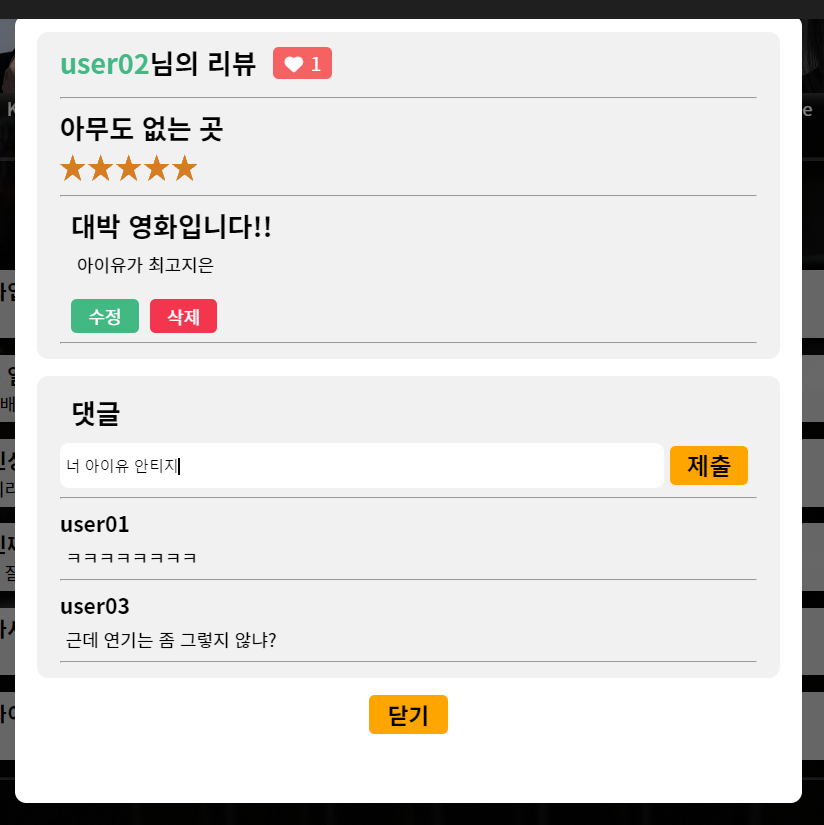 user02님의 리뷰 1
아무도 없는 곳
★★★★★
대박 영화입니다!!
아이유가 최고지은
수정 삭제
댓글
너 아이유 안티지
제출
user01
ㅋㅋㅋㅋㅋㅋㅋㅋ
user03
근데 연기는 좀 그렇지 않냐?
닫기